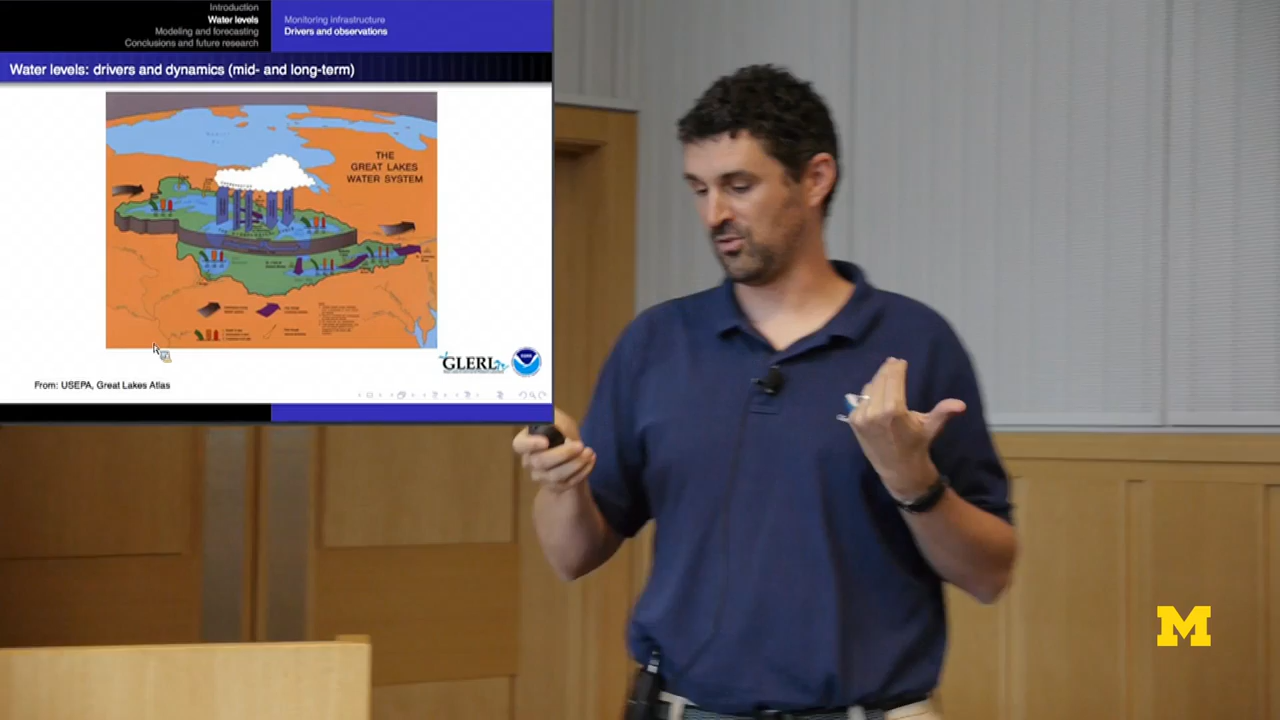 Introduction
Water levels
Modeling and forecasting
Conclusions and future research
Monitoring infrastructure
Drivers and observations
Water levels: drivers and dynamics (mid- and long-term)
THE
GREAT LAKES
WATER SYSTEM
GLERL
From: USEPA, Great Lakes Atlas
M